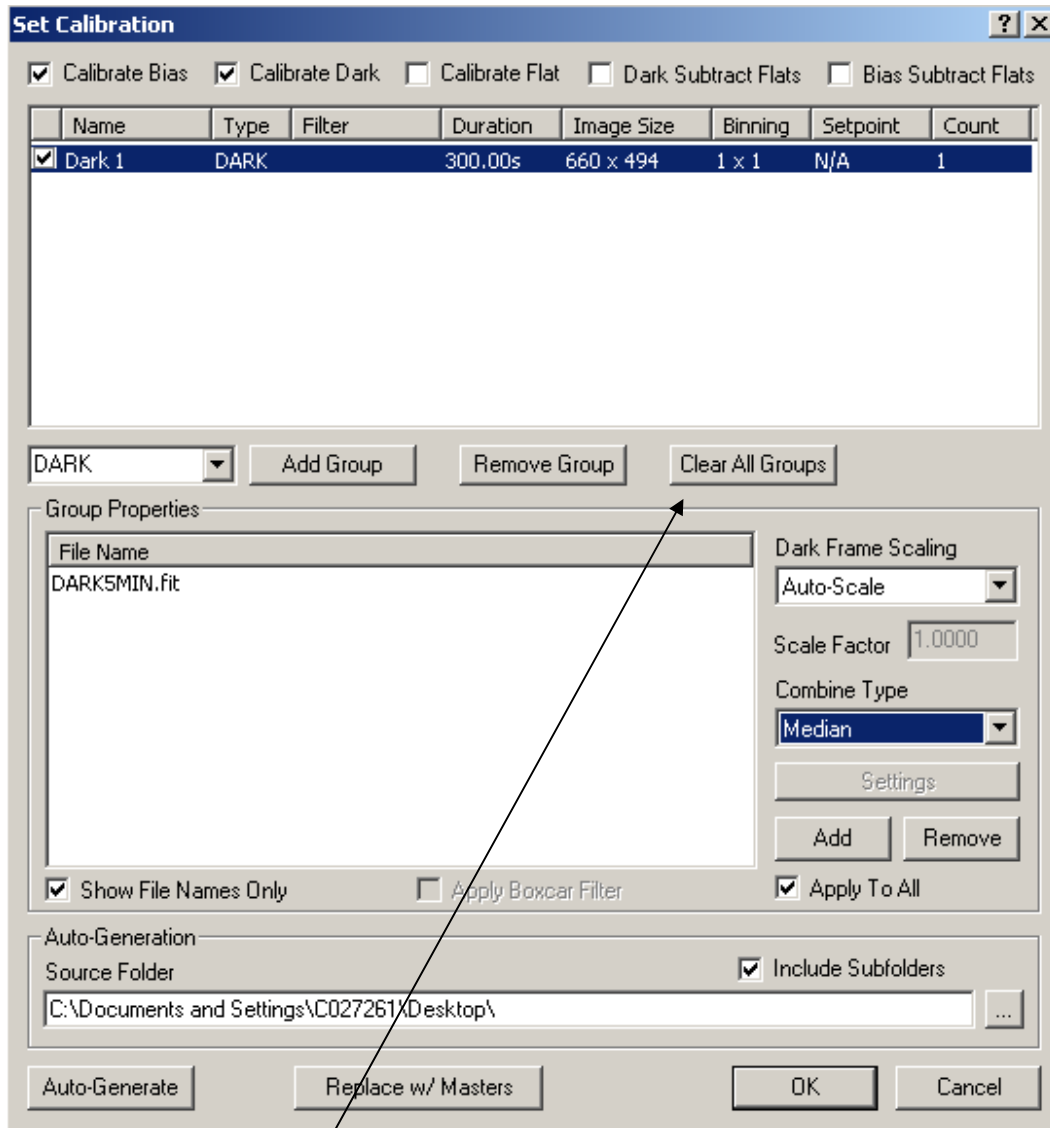 Set Calibration
Calibrate Bias Calibrate Dark Calibrate Flat Dark Subtract Flats Bias Subtract Flats
Name Type Filter Duration Image Size Binning Setpoint Count
Dark 1 DARK 300.00s 660 x 494 1 x 1 N/A 1
DARK Add Group Remove Group Clear All Groups
Group Properties
File Name
DARK5MIN.fit
Dark Frame Scaling
Auto-Scale
Scale Factor 1.0000
Combine Type
Median
Settings
Add Remove
Show File Names Only Apply Boxcar Filter Apply To All
Auto-Generation
Source Folder Include Subfolders
C:\Documents and Settings\C027261\Desktop\ ...
Auto-Generate Replace w/ Masters OK Cancel